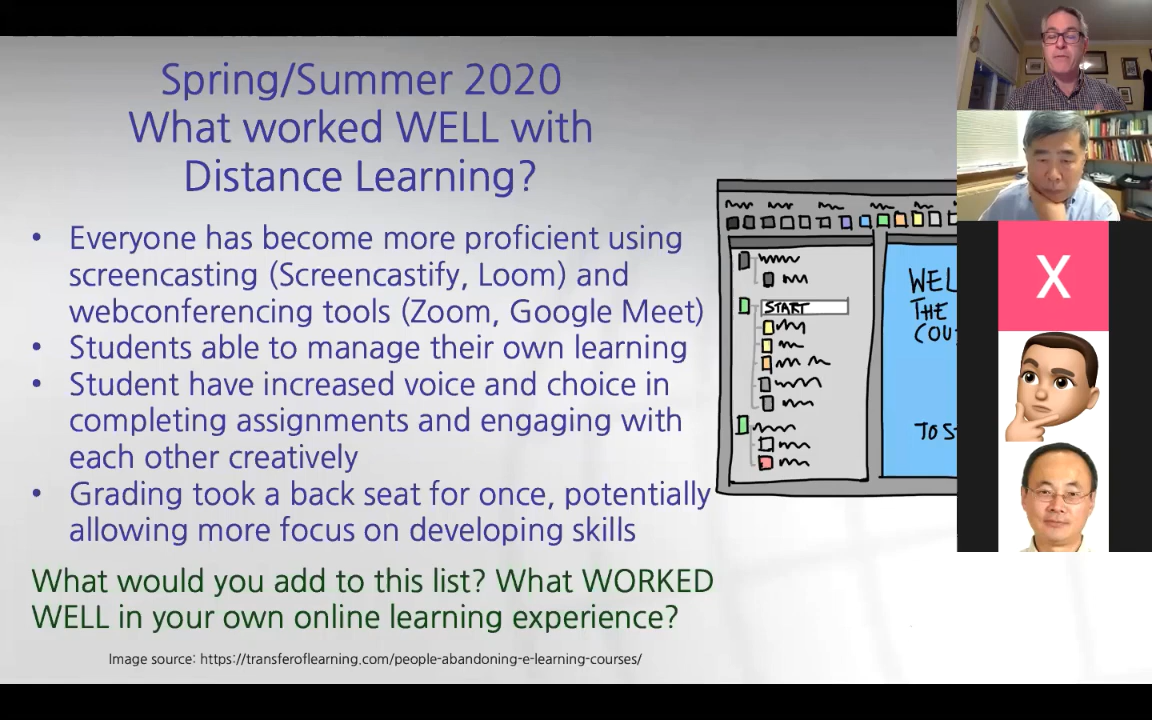 Spring/Summer 2020
What worked WELL with
Distance Learning?
• Everyone has become more proficient using
screencasting (Screencastify, Loom) and
webconferencing tools (Zoom, Google Meet)
• Students able to manage their own learning
• Student have increased voice and choice in
completing assignments and engaging with
each other creatively
• Grading took a back seat for once, potentially
allowing more focus on developing skills
What would you add to this list? What WORKED
WELL in your own online learning experience?
Image source: https://transferoflearning.com/people-abandoning-e-learning-courses/
START
WEL
THE
COU
TO S
X